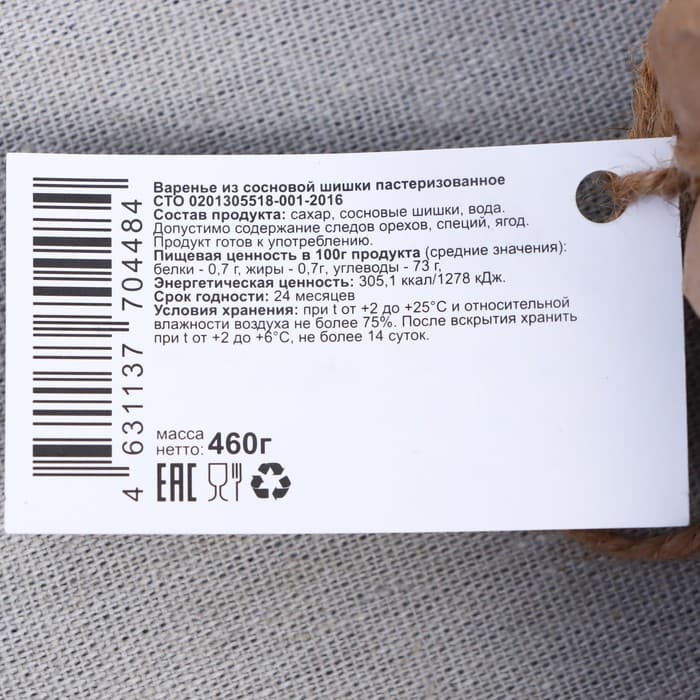 Варенье из сосновой шишки пастеризованное
СТО 0201305518-001-2016
Состав продукта: сахар, сосновые шишки, вода.
Допустимо содержание следов орехов, специй, ягод.
Продукт готов к употреблению.
Пищевая ценность в 100г продукта (средние значения):
белки - 0,7 г, жиры - 0,7г, углеводы - 73 г,
Энергетическая ценность: 305,1 ккал/1278 кДж.
Срок годности: 24 месяцев
Условия хранения: при t от +2 до +25°С и относительной
влажности воздуха не более 75%. После вскрытия хранить
при t от +2 до +6°С, не более 14 суток.
масса
нетто: 460г
ЕАС
4 631137 704484